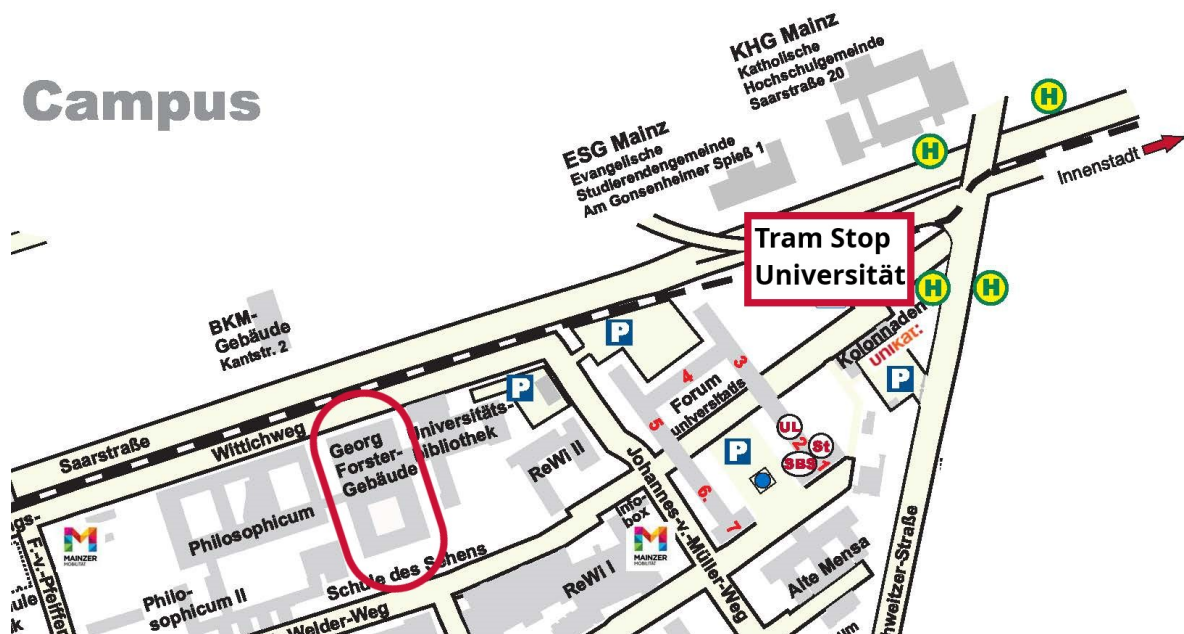 Campus
KHG Mainz
Katholische
Hochschulgemeinde
Saarstraße 20
ESG Mainz
Evangelische
Studierendengemeinde
Am Gonsenheimer Spieß 1
H
H
Innenstadt
Tram Stop
Universität
H
H
BKM-
Gebäude
Kantstr. 2
P
P
P
P
Kolonnaden
unikat:
3
4
5
Forum
universitatis
UL
2
St
SBS
1
6.
7
Saarstraße
Wittichweg
Georg
Forster-
Gebäude
Universitäts-
bibliothek
ReWi II
Philosophicum
Johannes-v.-Müller-Weg
Info-
box
MAINZER
MOBILITÄT
MAINZER
MOBILITÄT
gs-
F.-v.-Pfeiffer
Philo-
sophicum II
Schule des Sehens
ReWi I
Alte Mensa
Welder-Weg
hweitzer-Straße